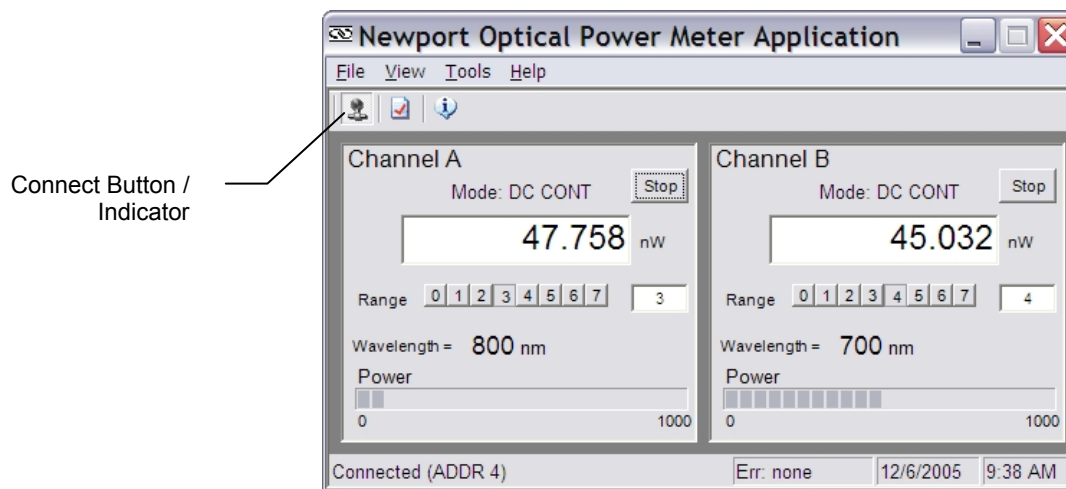 Newport Optical Power Meter Application
File View Tools Help
Connect Button /
Indicator
Channel A
Mode: DC CONT
Stop
47.758 nW
Range 0 1 2 3 4 5 6 7 3
Wavelength = 800 nm
Power
0 1000
Channel B
Mode: DC CONT
Stop
45.032 nW
Range 0 1 2 3 4 5 6 7 4
Wavelength = 700 nm
Power
0 1000
Connected (ADDR 4) Err: none 12/6/2005 9:38 AM